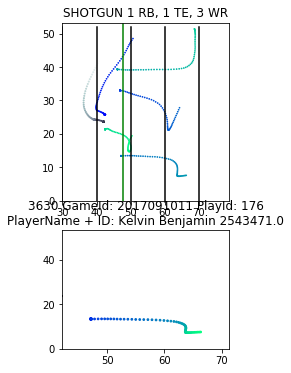 SHOTGUN 1 RB, 1 TE, 3 WR
50
40
30
20
10
0
30 40 50 60 70
3630 GameId: 2017091011 PlayId: 176
PlayerName + ID: Kelvin Benjamin 2543471.0
40
20
0
50 60 70